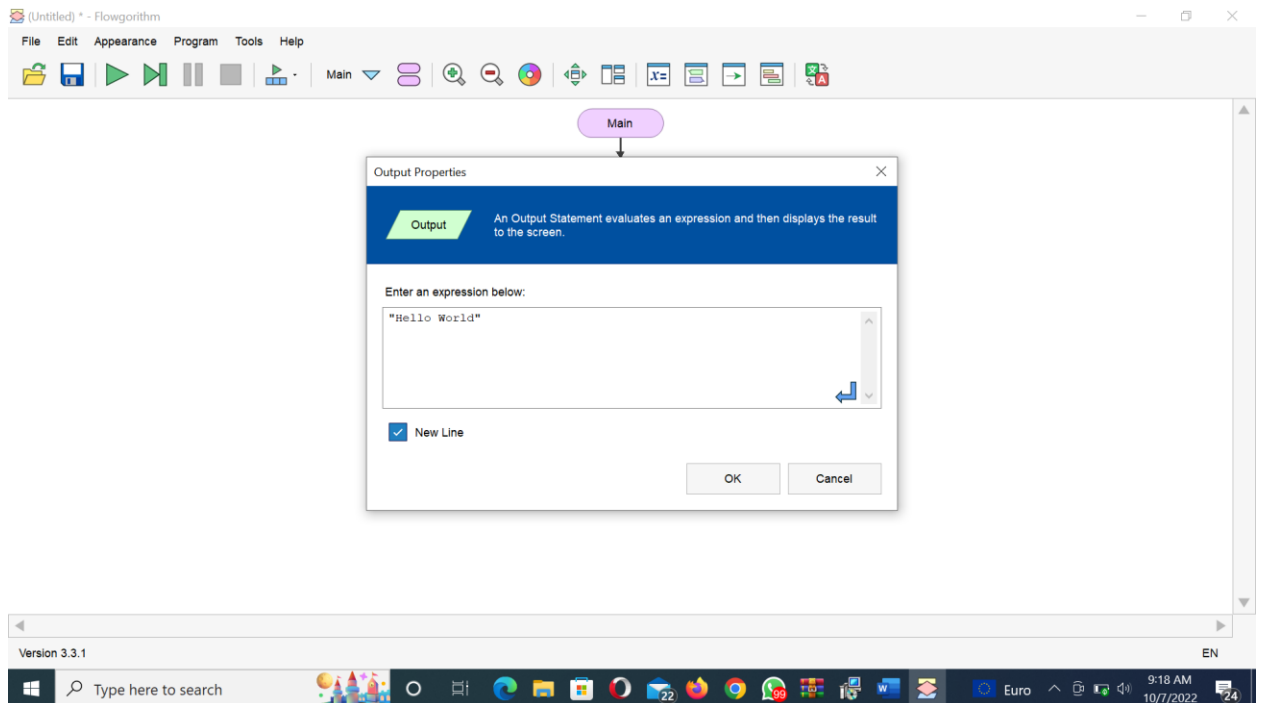 (Untitled) * - Flowgorithm
File Edit Appearance Program Tools Help
Main x=
Main
Output Properties
Output
An Output Statement evaluates an expression and then displays the result
to the screen.
Enter an expression below:
"Hello World"
New Line
OK Cancel
Version 3.3.1 EN
Type here to search 22 99 W Euro 9:18 AM
10/7/2022 24